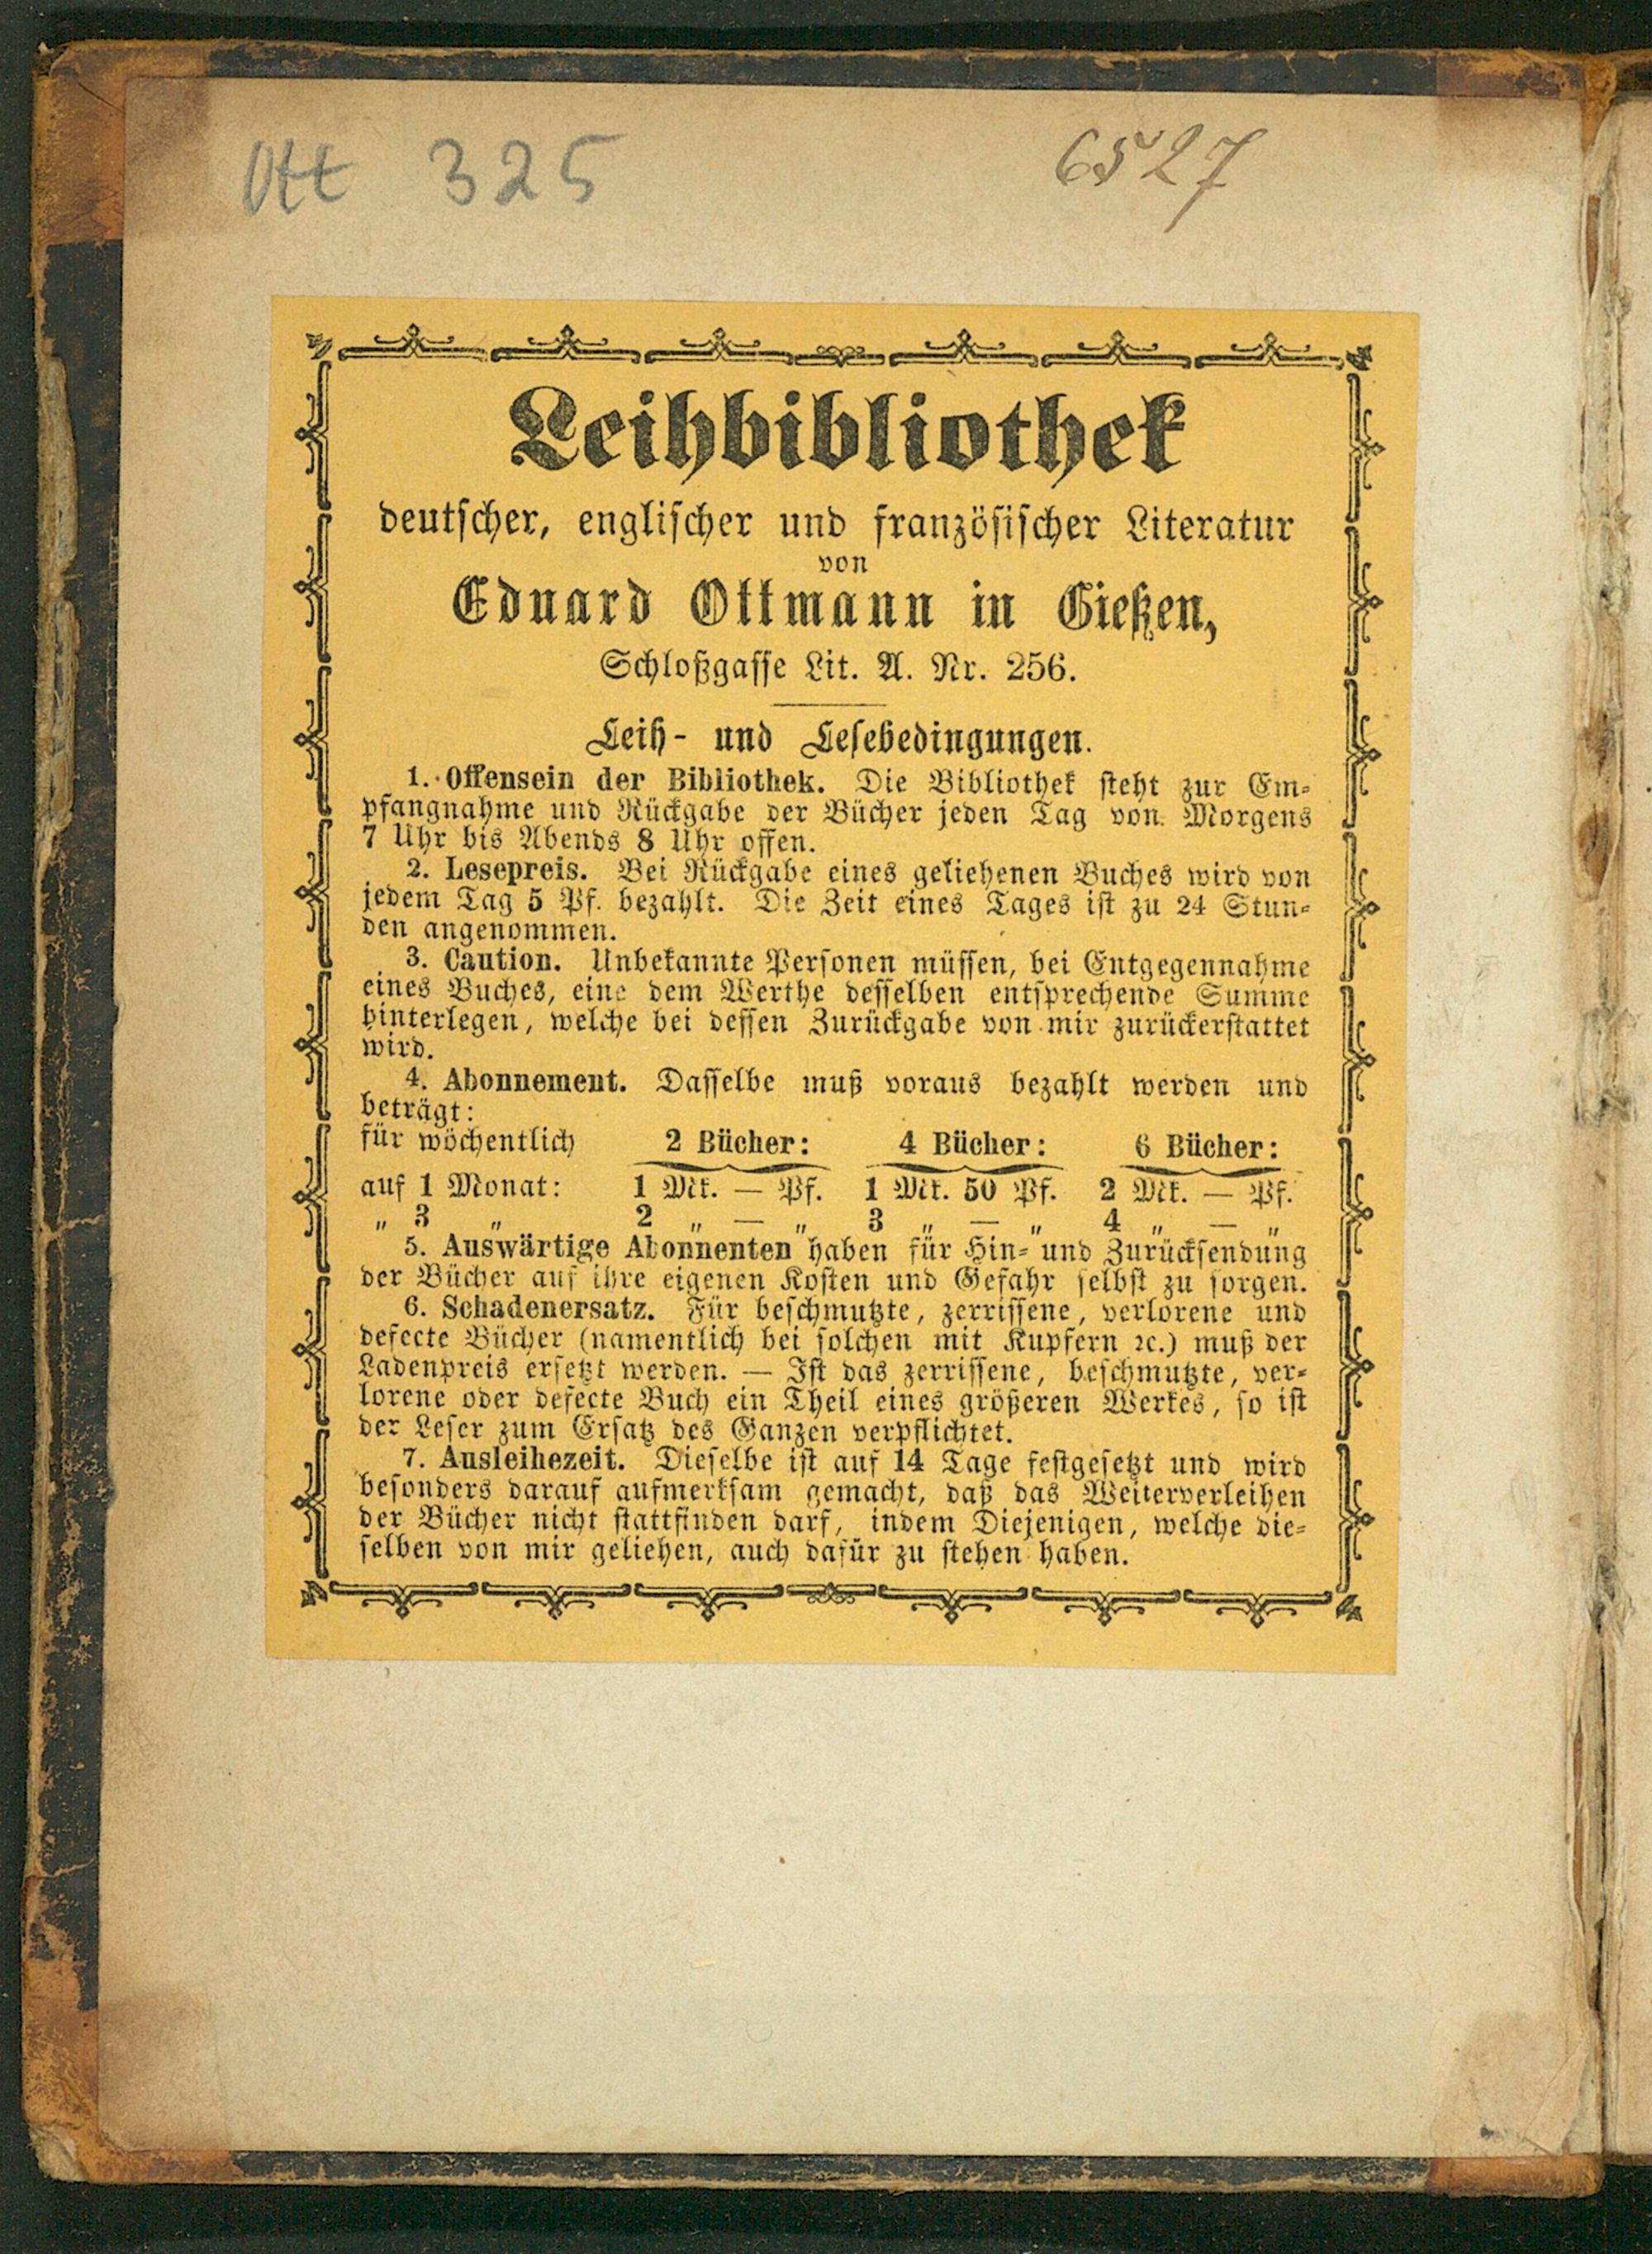 Ott 325
6527
Leihbibliothek
deutscher, englischer und französischer Literatur
von
Eduard Ottmann in Gießen,
Schloßgasse Lit. A. Nr. 256.
Leih- und Lesebedingungen.
1. Offensein der Bibliothek. Die Bibliothek steht zur Em-
pfangnahme und Rückgabe der Bücher jeden Tag von Morgens
7 Uhr bis Abends 8 Uhr offen.
2. Lesepreis. Bei Rückgabe eines geliehenen Buches wird von
jedem Tag 5 Pf. bezahlt. Die Zeit eines Tages ist zu 24 Stun-
den angenommen.
3. Caution. Unbekannte Personen müssen, bei Entgegennahme
eines Buches, eine dem Werthe desselben entsprechende Summe
hinterlegen, welche bei dessen Zurückgabe von mir zurückerstattet
wird.
4. Abonnement. Dasselbe muß voraus bezahlt werden und
beträgt:
für wöchentlich 2 Bücher: 4 Bücher: 6 Bücher:
auf 1 Monat: 1 Mk. — Pf. 1 Mk. 50 Pf. 2 Mk. — Pf.
„ 3 „ 2 „ — „ 3 „ — „ 4 „ — „
5. Auswärtige Abonnenten haben für Hin- und Zurücksendung
der Bücher auf ihre eigenen Kosten und Gefahr selbst zu sorgen.
6. Schadenersatz. Für beschmutzte, zerrissene, verlorene und
defecte Bücher (namentlich bei solchen mit Kupfern ꝛc.) muß der
Ladenpreis ersetzt werden. — Ist das zerrissene, beschmutzte, ver-
lorene oder defecte Buch ein Theil eines größeren Werkes, so ist
der Leser zum Ersatz des Ganzen verpflichtet.
7. Ausleihezeit. Dieselbe ist auf 14 Tage festgesetzt und wird
besonders darauf aufmerksam gemacht, daß das Weiterverleihen
der Bücher nicht stattfinden darf, indem Diejenigen, welche die-
selben von mir geliehen, auch dafür zu stehen haben.